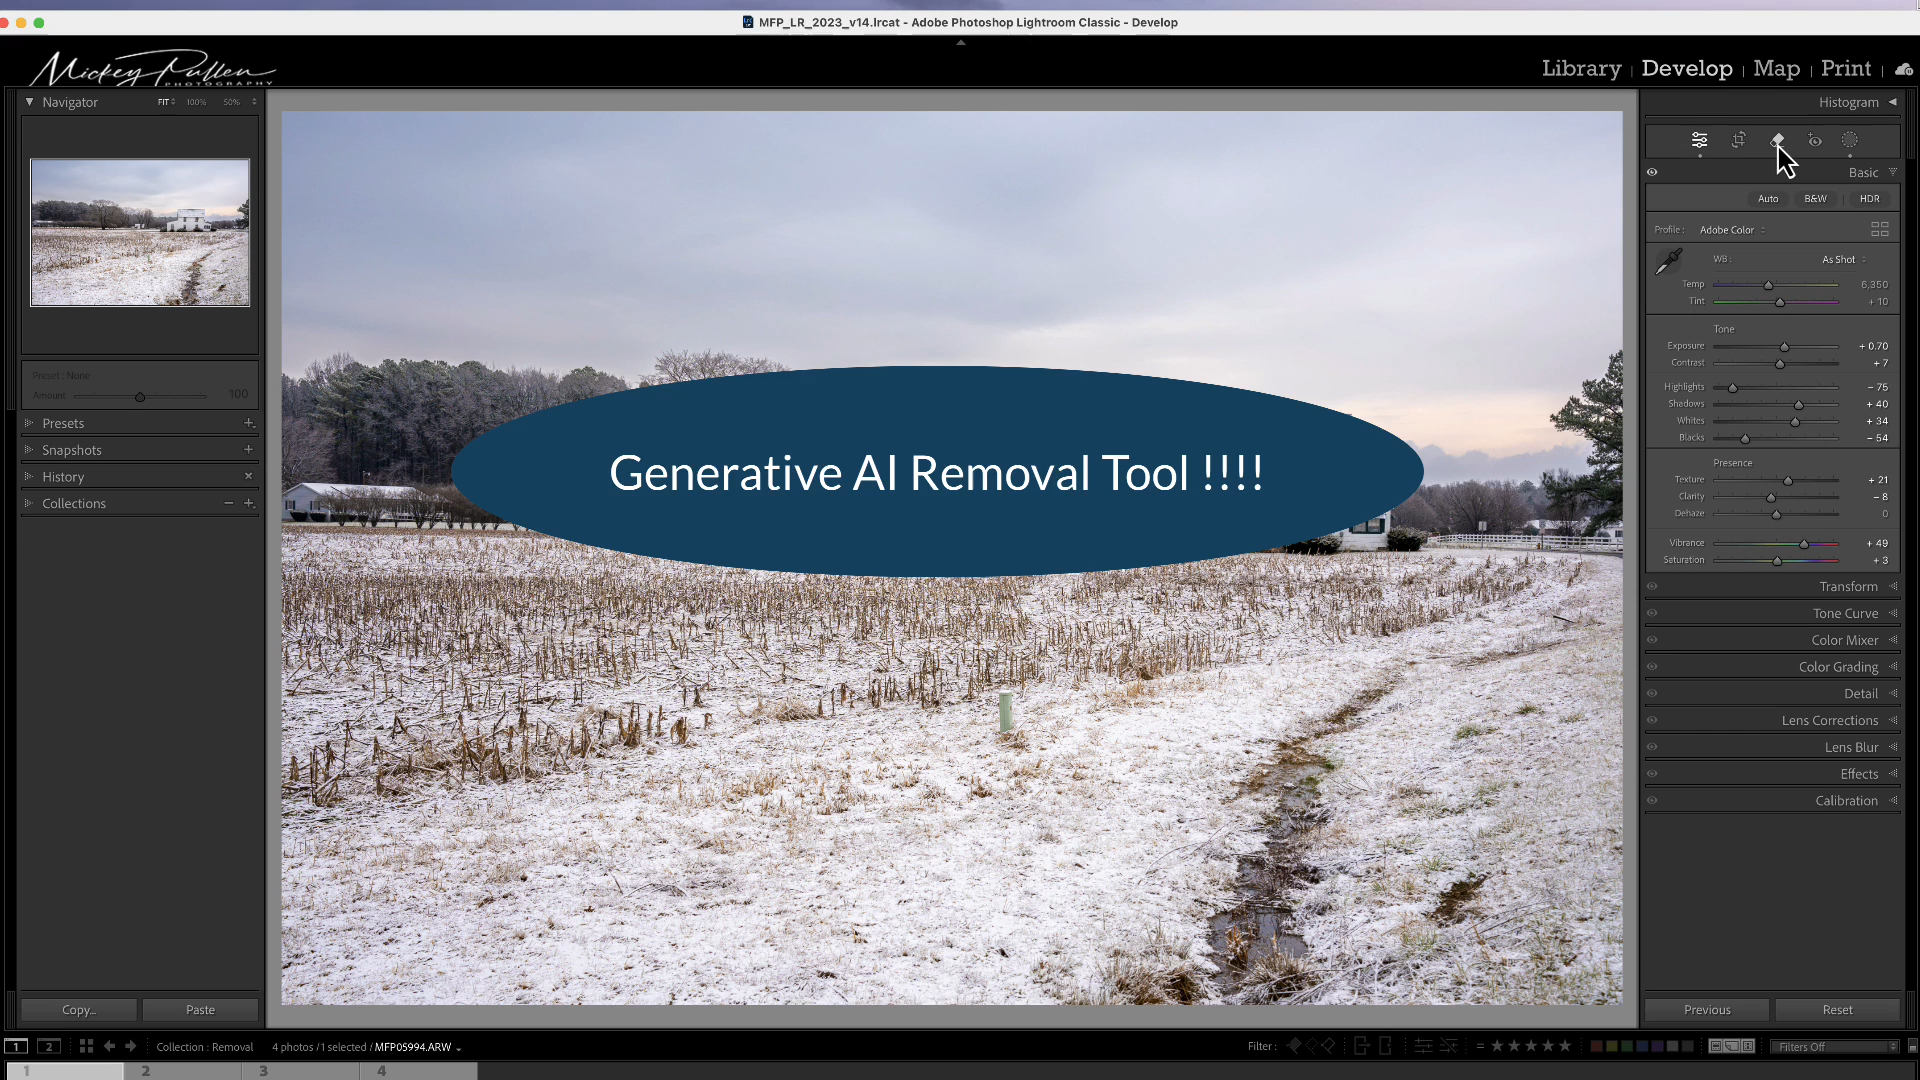 MFP_LR_2023_v14.lrcat - Adobe Photoshop Lightroom Classic - Develop
Mickey Pullen
PHOTOGRAPHY
Library | Develop | Map | Print |
Navigator FIT 100% 50%
Histogram
Basic
Auto B&W HDR
Profile : Adobe Color
WB : As Shot
Temp 6,350
Tint + 10
Tone
Exposure + 0.70
Contrast + 7
Highlights – 75
Shadows + 40
Whites + 34
Blacks – 54
Presence
Texture + 21
Clarity – 8
Dehaze 0
Vibrance + 49
Saturation + 3
Transform
Tone Curve
Color Mixer
Color Grading
Detail
Lens Corrections
Lens Blur
Effects
Calibration
Preset : None
Amount 100
Presets
Snapshots
History
Collections
Generative AI Removal Tool !!!!
Copy... Paste
Previous Reset
1 2 Collection : Removal 4 photos / 1 selected / MFP05994.ARW
Filter : Filters Off
1 2 3 4